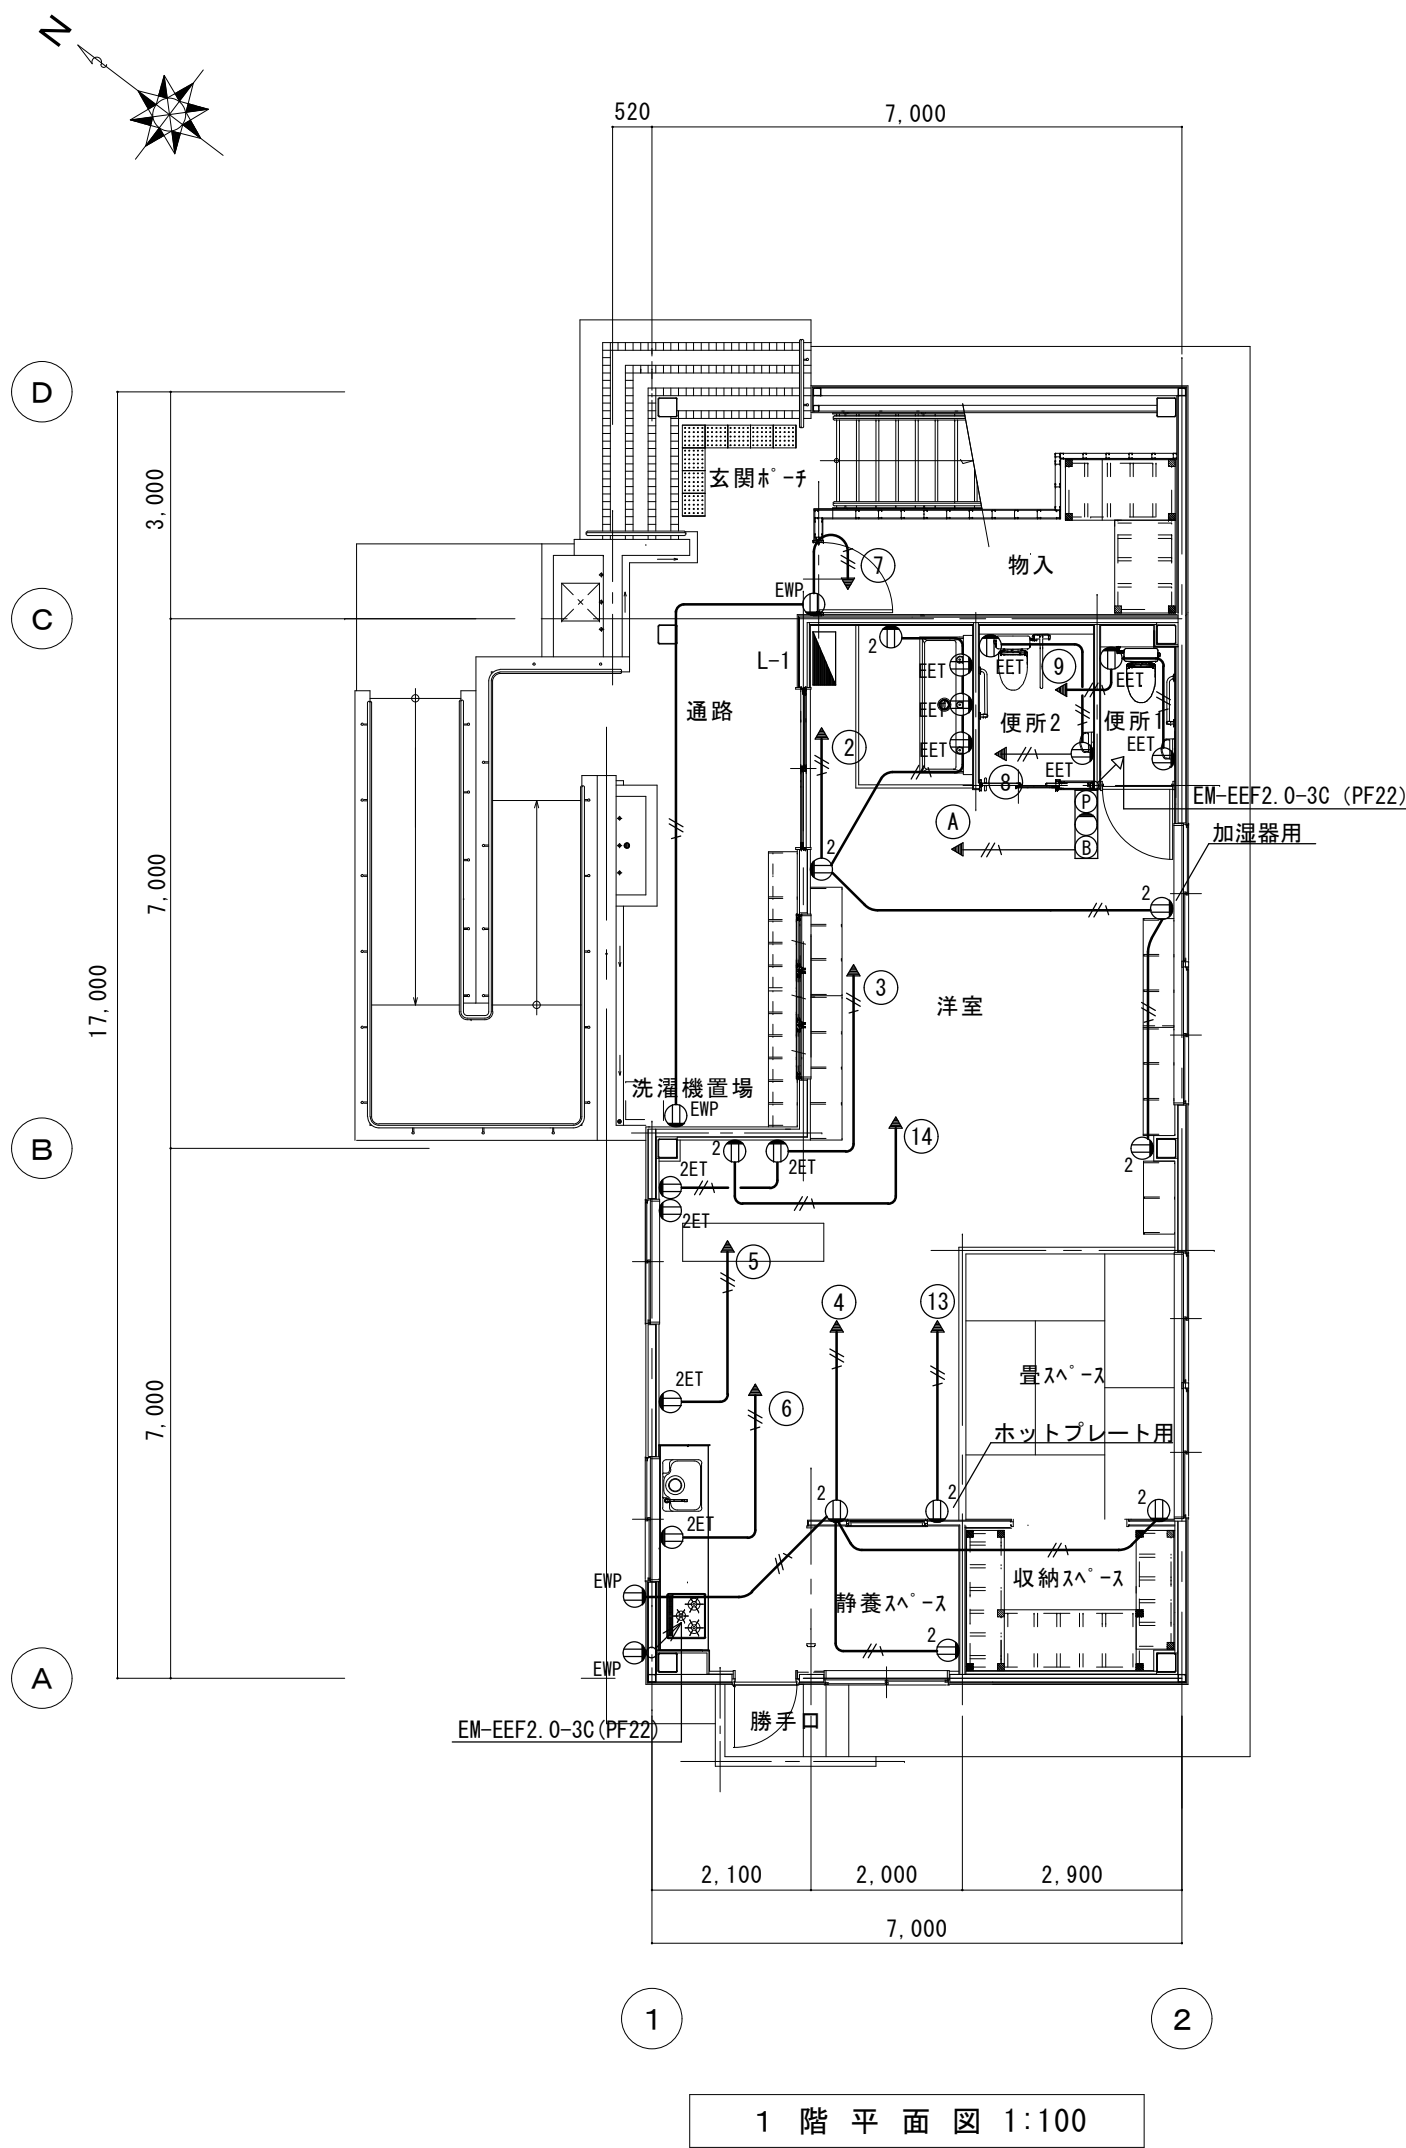 N
520
7,000
D
3,000
玄関ﾎﾟｰﾁ
物入
7
EWP
C
L-1
2
EET
EET
9
EET
通路
EET
便所2
便所1
2
EET
EET
EET
8
EM-EEF2.0-3C (PF22)
A
P
B
加湿器用
2
7,000
2
17,000
3
洋室
洗濯機置場
EWP
14
B
2
2ET
2
2ET
2ET
5
4
13
畳ｽﾍﾟｰｽ
2ET
6
7,000
ホットプレート用
2
2
2
2ET
EWP
収納ｽﾍﾟｰｽ
静養ｽﾍﾟｰｽ
2
EWP
A
勝手口
EM-EEF2.0-3C(PF22)
2,100
2,000
2,900
7,000
1
2
1 階 平 面 図 1:100